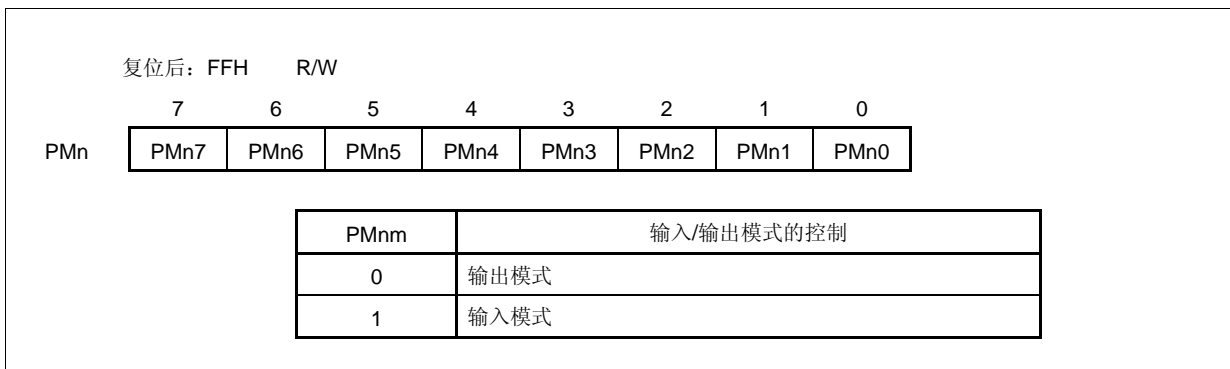 复位后：FFH R/W
7 6 5 4 3 2 1 0
PMn PMn7 PMn6 PMn5 PMn4 PMn3 PMn2 PMn1 PMn0
PMnm 输入/输出模式的控制
0 输出模式
1 输入模式